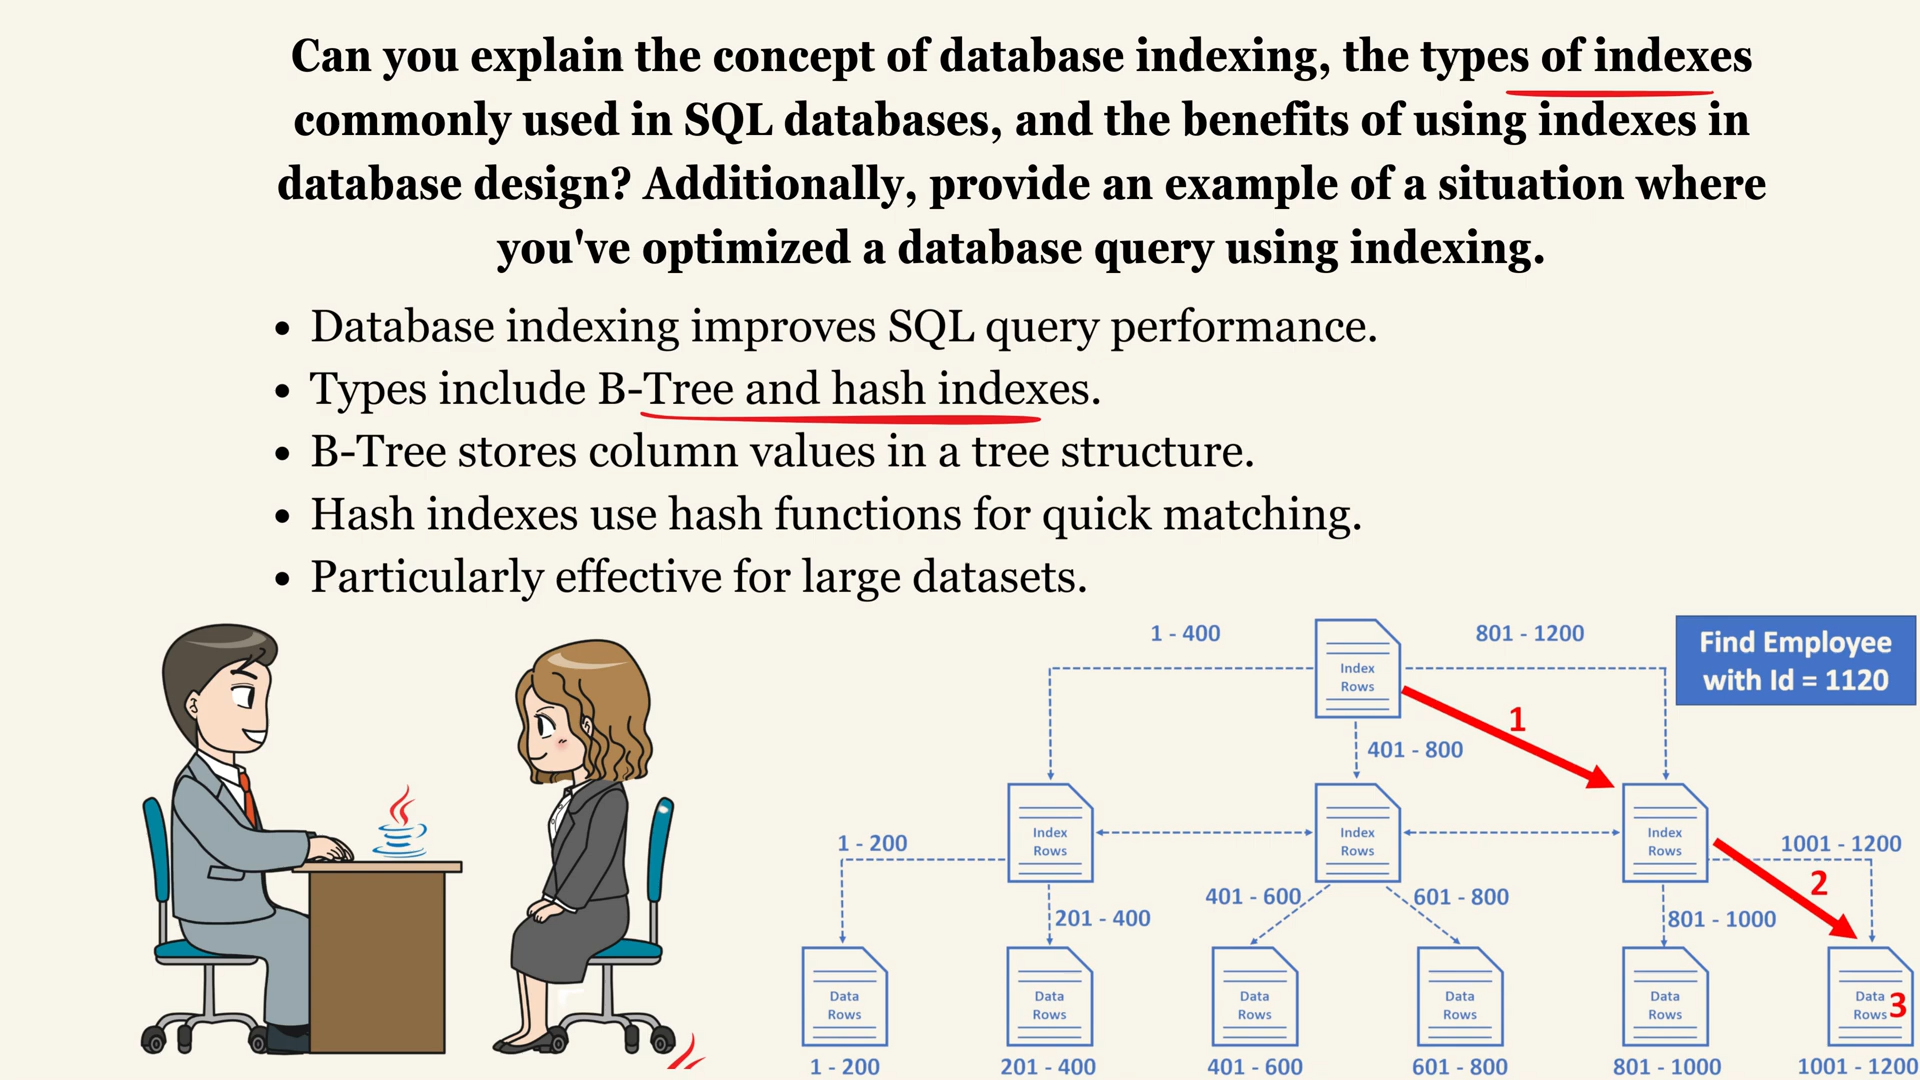 Can you explain the concept of database indexing, the types of indexes
commonly used in SQL databases, and the benefits of using indexes in
database design? Additionally, provide an example of a situation where
you've optimized a database query using indexing.
• Database indexing improves SQL query performance.
• Types include B-Tree and hash indexes.
• B-Tree stores column values in a tree structure.
• Hash indexes use hash functions for quick matching.
• Particularly effective for large datasets.
1 - 400
801 - 1200
Find Employee
with Id = 1120
Index
Rows
1
401 - 800
Index
Rows
Index
Rows
Index
Rows
1 - 200
1001 - 1200
2
201 - 400
401 - 600
601 - 800
801 - 1000
Data
Rows
Data
Rows
Data
Rows
Data
Rows
Data
Rows
Data
Rows
3
1 - 200
201 - 400
401 - 600
601 - 800
801 - 1000
1001 - 1200